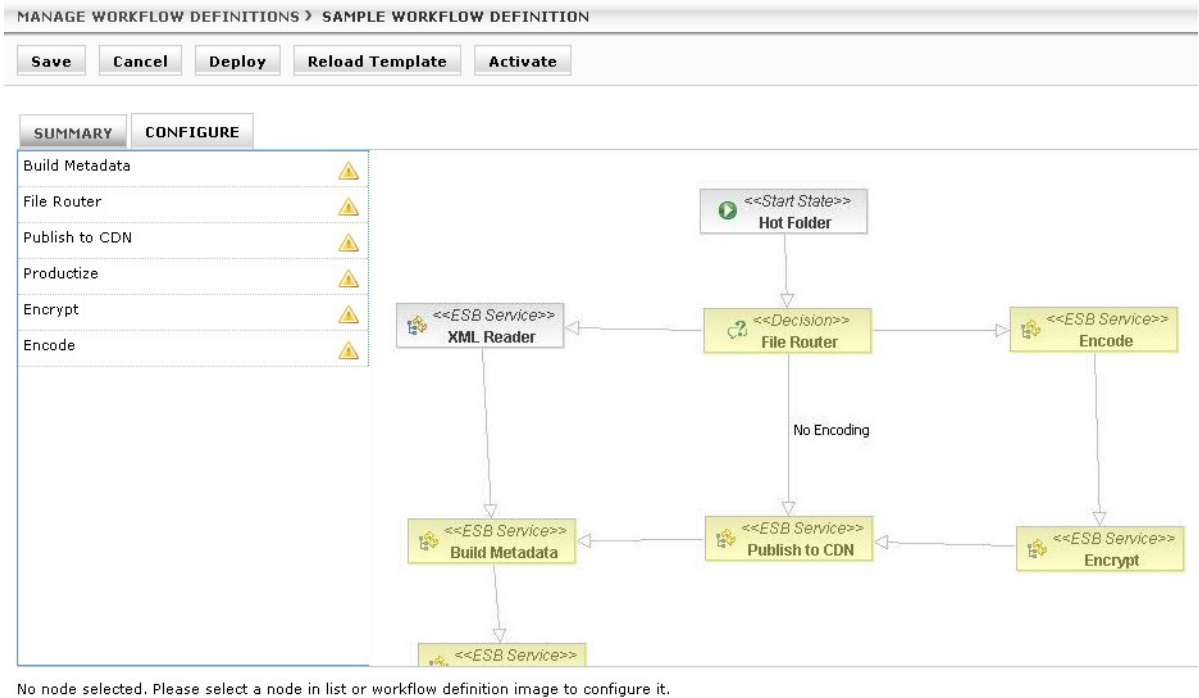 MANAGE WORKFLOW DEFINITIONS > SAMPLE WORKFLOW DEFINITION
Save Cancel Deploy Reload Template Activate
SUMMARY CONFIGURE
Build Metadata
File Router
Publish to CDN
Productize
Encrypt
Encode
<<Start State>>
Hot Folder
<<ESB Service>>
XML Reader
<<Decision>>
File Router
<<ESB Service>>
Encode
No Encoding
<<ESB Service>>
Build Metadata
<<ESB Service>>
Publish to CDN
<<ESB Service>>
Encrypt
<<ESB Service>>
No node selected. Please select a node in list or workflow definition image to configure it.